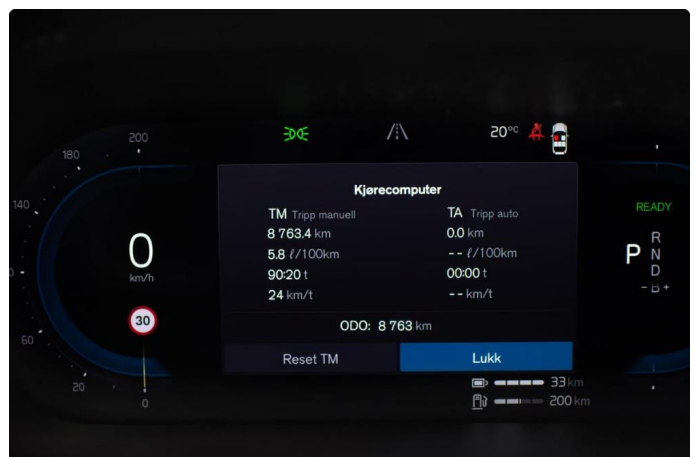 200
20°C
180
140
60
20
0
0
km/h
30
Kjørecomputer
TM Tripp manuell
8 763.4 km
5.8 ℓ/100km
90:20 t
24 km/t
TA Tripp auto
0.0 km
-- ℓ/100km
00:00 t
-- km/t
ODO: 8 763 km
Reset TM
Lukk
READY
P
R
N
D
- B +
33 km
200 km